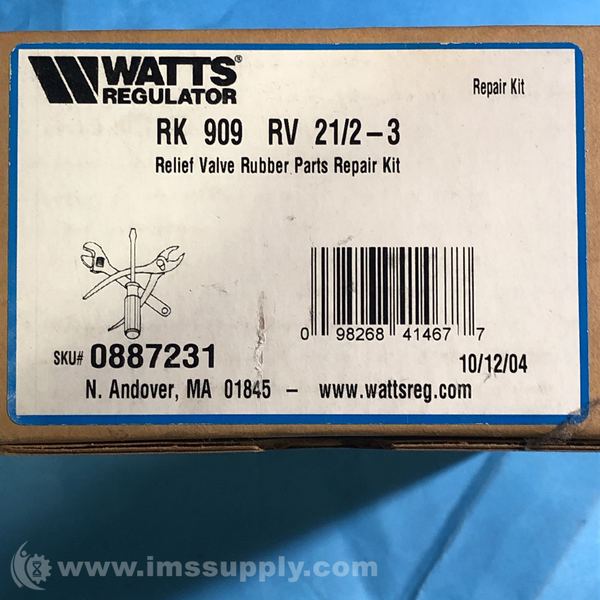 WATTS®
REGULATOR
Repair Kit
RK 909 RV 21/2-3
Relief Valve Rubber Parts Repair Kit
0 98268 41467 7
SKU# 0887231
10/12/04
N. Andover, MA 01845 - www.wattsreg.com
www.imssupply.com